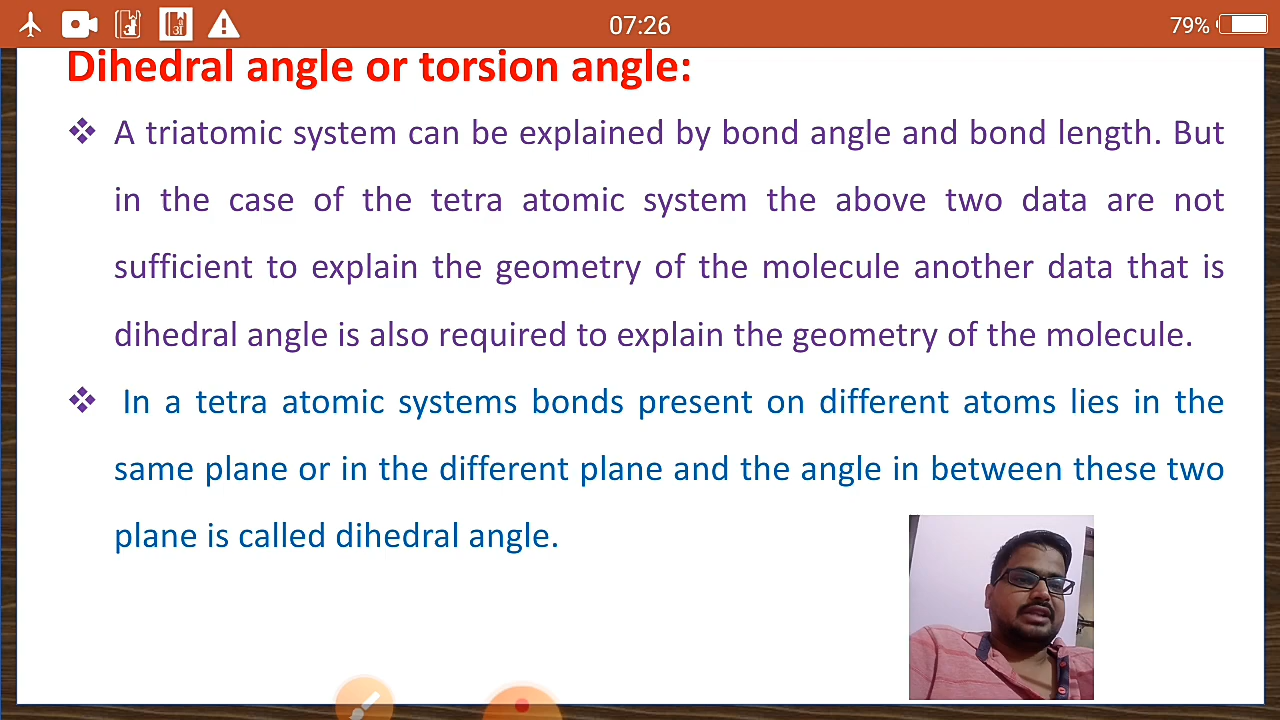 07:26
79%
Dihedral angle or torsion angle:
A triatomic system can be explained by bond angle and bond length. But
in the case of the tetra atomic system the above two data are not
sufficient to explain the geometry of the molecule another data that is
dihedral angle is also required to explain the geometry of the molecule.
In a tetra atomic systems bonds present on different atoms lies in the
same plane or in the different plane and the angle in between these two
plane is called dihedral angle.